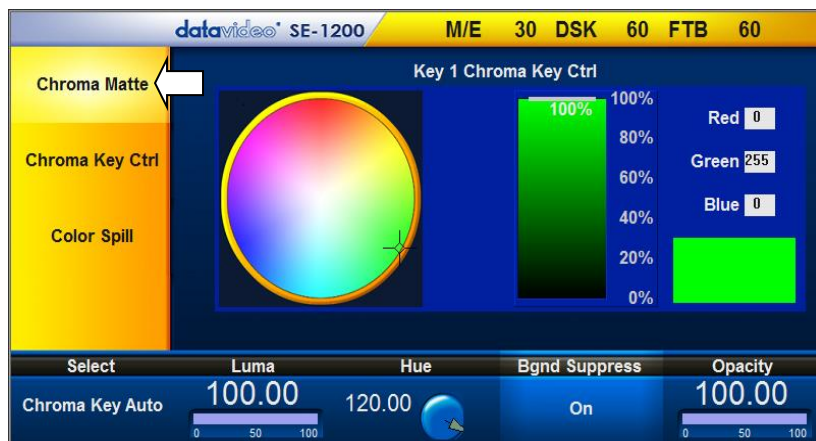 datavideo SE-1200 M/E 30 DSK 60 FTB 60
Chroma Matte
Chroma Key Ctrl
Color Spill
Key 1 Chroma Key Ctrl
100%
100%
80%
60%
40%
20%
0%
Red 0
Green 255
Blue 0
Select Luma Hue Bgnd Suppress Opacity
Chroma Key Auto 100.00 120.00 On 100.00
0 50 100 0 50 100